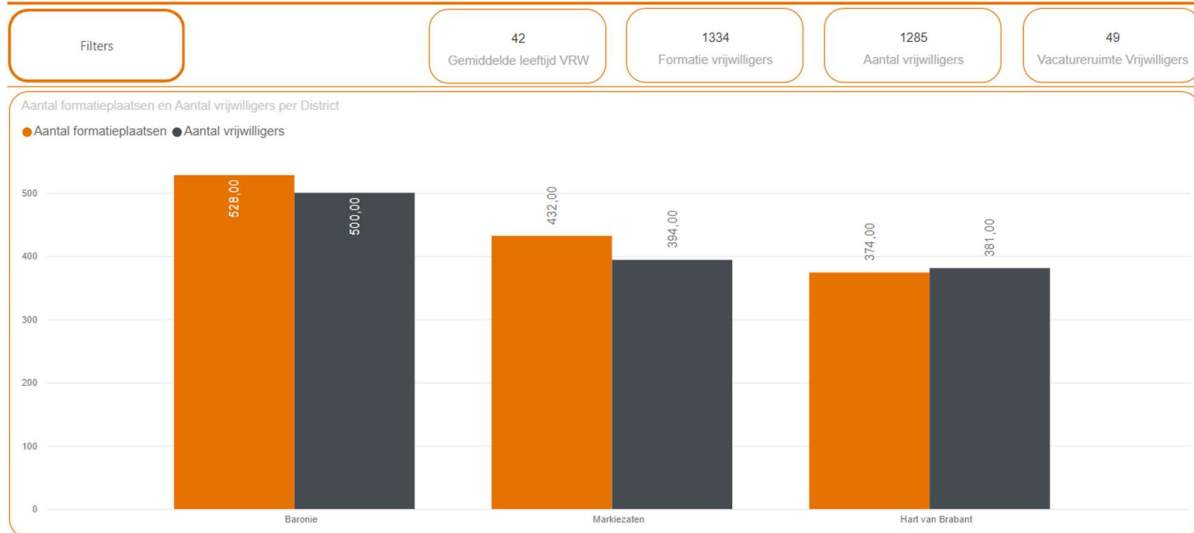 Filters
42
Gemiddelde leeftijd VRW
1334
Formatie vrijwilligers
1285
Aantal vrijwilligers
49
Vacatureruimte Vrijwilligers
Aantal formatieplaatsen en Aantal vrijwilligers per District
Aantal formatieplaatsen Aantal vrijwilligers
500
400
300
200
100
0
528,00
500,00
432,00
394,00
374,00
381,00
Baronie
Markiezaten
Hart van Brabant